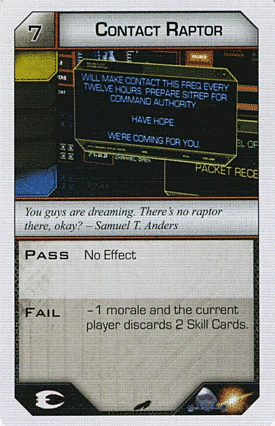 7
CONTACT RAPTOR
WILL MAKE CONTACT THIS FREQ EVERY
TWELVE HOURS. PREPARE SITREP FOR
COMMAND AUTHORITY
HAVE HOPE
WE'RE COMING FOR YOU.
PACKET RECE
You guys are dreaming. There's no raptor
there, okay? – Samuel T. Anders
PASS No Effect
FAIL –1 morale and the current
player discards 2 Skill Cards.